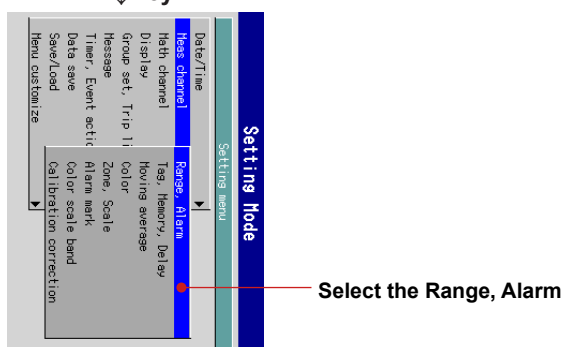 Setting Mode
Setting menu
Date/Time
Meas channel
Math channel
Display
Group set, Trip li
Message
Timer, Event actio
Data save
Save/Load
Menu customize
Range, Alarm
Tag, Memory, Delay
Moving average
Color
Zone, Scale
Alarm mark
Color scale band
Calibration correction
Select the Range, Alarm